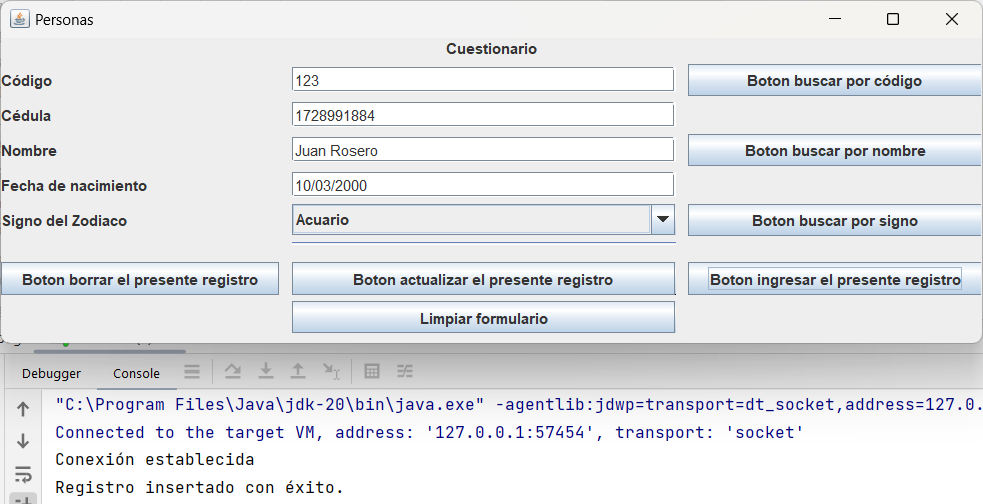 Personas
Cuestionario
Código 123 Boton buscar por código
Cédula 1728991884
Nombre Juan Rosero Boton buscar por nombre
Fecha de nacimiento 10/03/2000
Signo del Zodiaco Acuario Boton buscar por signo
Boton borrar el presente registro Boton actualizar el presente registro Boton ingresar el presente registro
Limpiar formulario
Debugger Console
"C:\Program Files\Java\jdk-20\bin\java.exe" -agentlib:jdwp=transport=dt_socket,address=127.0.
Connected to the target VM, address: '127.0.0.1:57454', transport: 'socket'
Conexión establecida
Registro insertado con éxito.